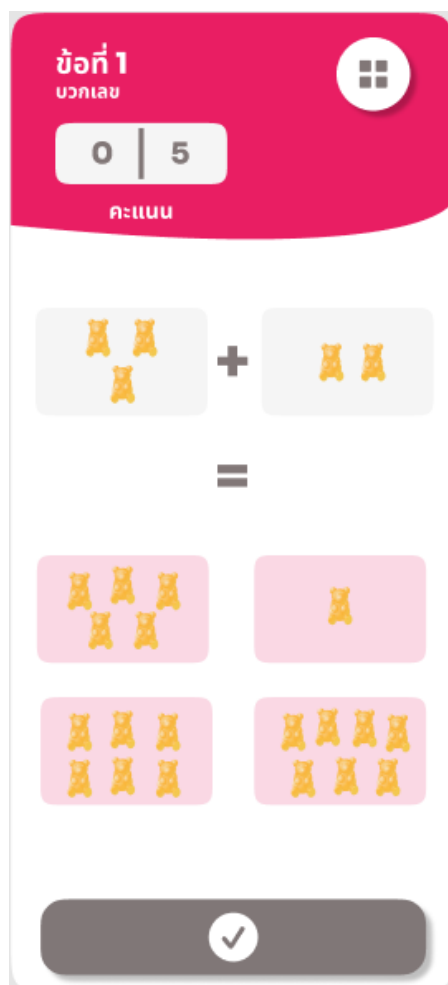 ข้อที่ 1
บวกเลข
0 | 5
คะแนน
+
=